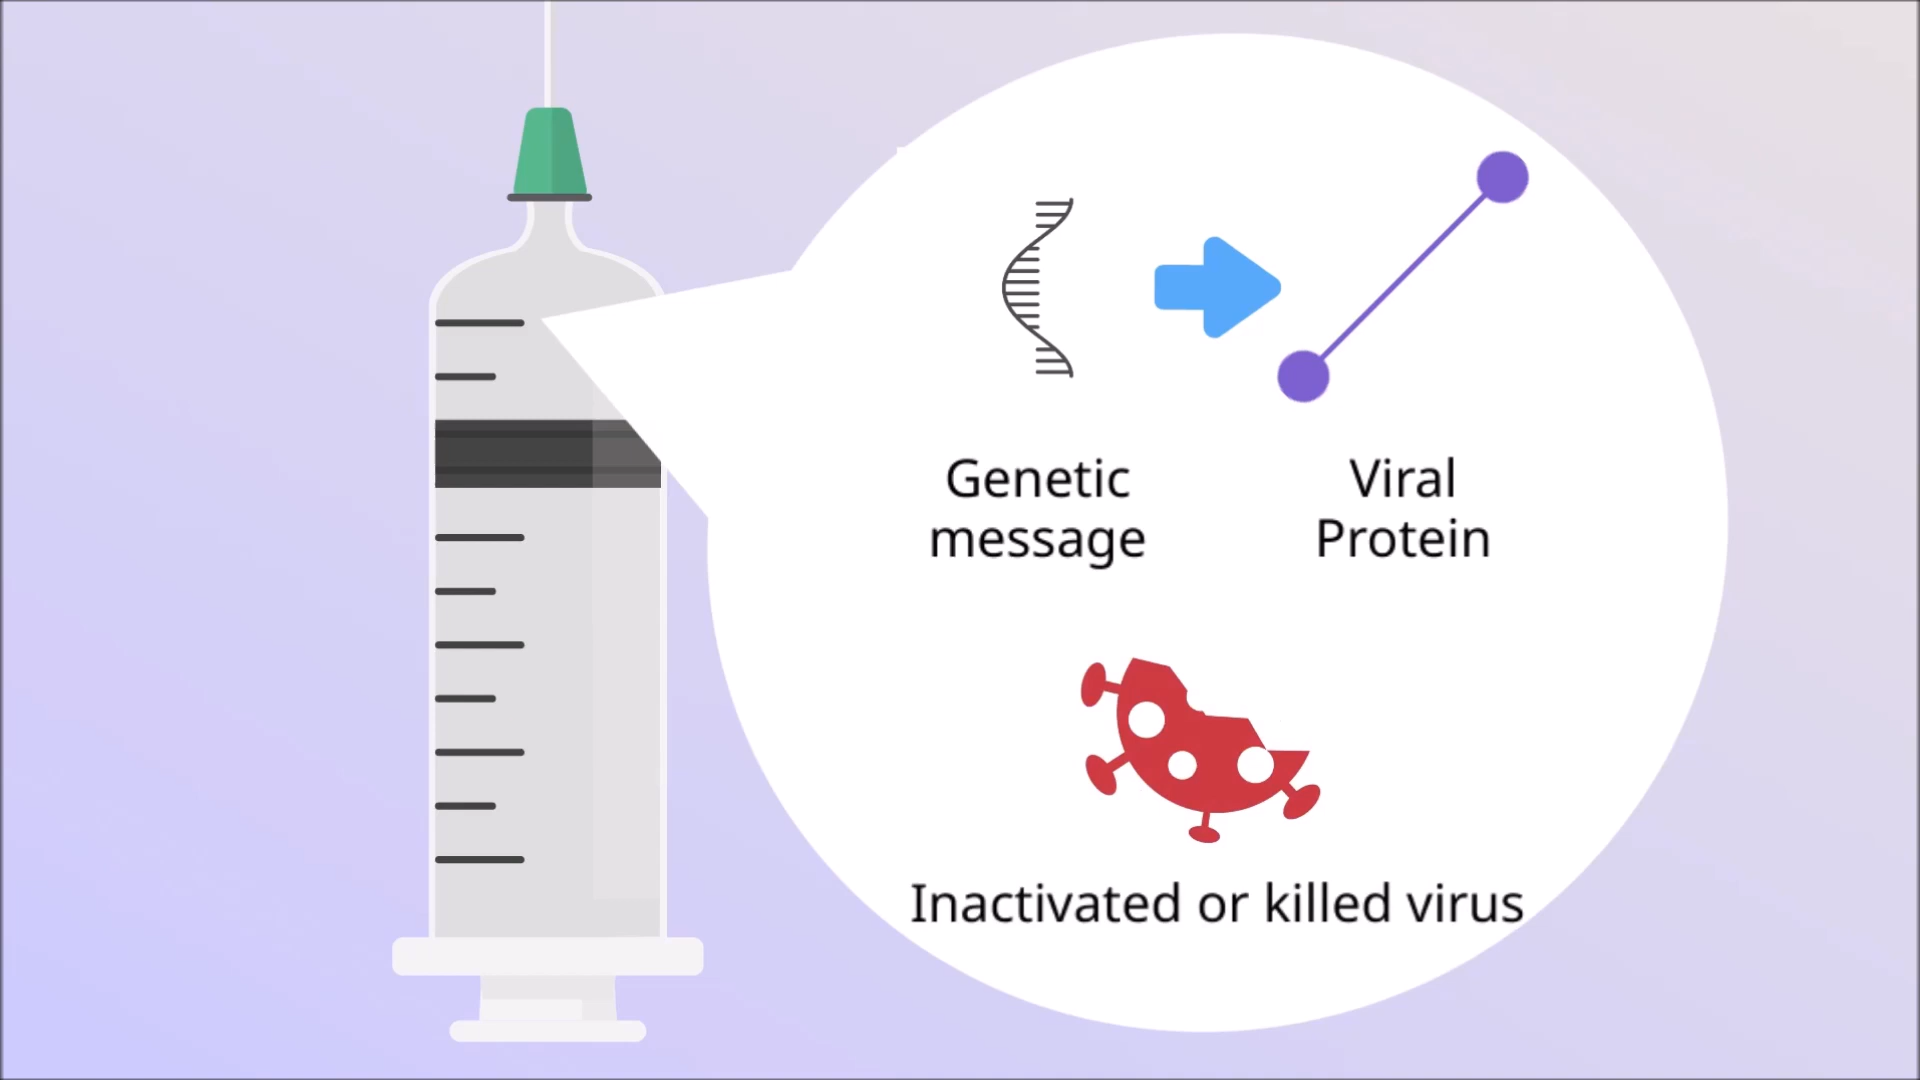 Genetic
message
Viral
Protein
Inactivated or killed virus